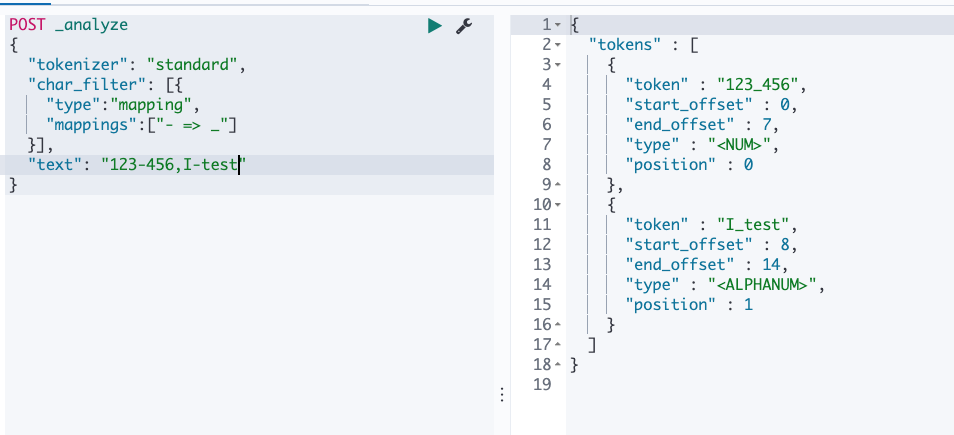 POST _analyze
{
"tokenizer": "standard",
"char_filter": [{
"type":"mapping",
"mappings":["- => _"]
}],
"text": "123-456,I-test"
}
1 {
2 "tokens" : [
3 {
4 "token" : "123_456",
5 "start_offset" : 0,
6 "end_offset" : 7,
7 "type" : "<NUM>",
8 "position" : 0
9 },
10 {
11 "token" : "I_test",
12 "start_offset" : 8,
13 "end_offset" : 14,
14 "type" : "<ALPHANUM>",
15 "position" : 1
16 }
17 ]
18 }
19